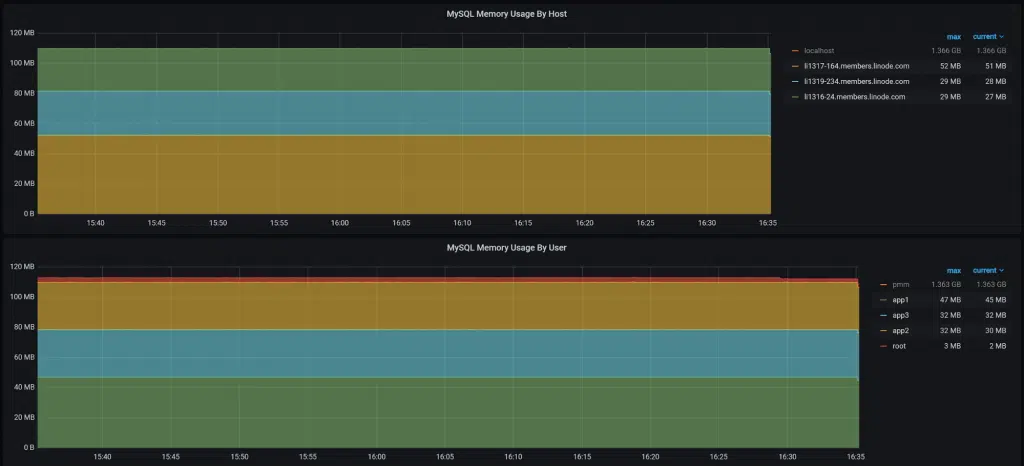 MySQL Memory Usage By Host
120 MB
100 MB
80 MB
60 MB
40 MB
20 MB
0 B
15:40 15:45 15:50 15:55 16:00 16:05 16:10 16:15 16:20 16:25 16:30 16:35
max current
localhost 1.366 GB 1.366 GB
li1317-164.members.linode.com 52 MB 51 MB
li1319-234.members.linode.com 29 MB 28 MB
li1316-24.members.linode.com 29 MB 27 MB
MySQL Memory Usage By User
120 MB
100 MB
80 MB
60 MB
40 MB
20 MB
0 B
15:40 15:45 15:50 15:55 16:00 16:05 16:10 16:15 16:20 16:25 16:30 16:35
max current
pmm 1.363 GB 1.363 GB
app1 47 MB 45 MB
app3 32 MB 32 MB
app2 32 MB 30 MB
root 3 MB 2 MB